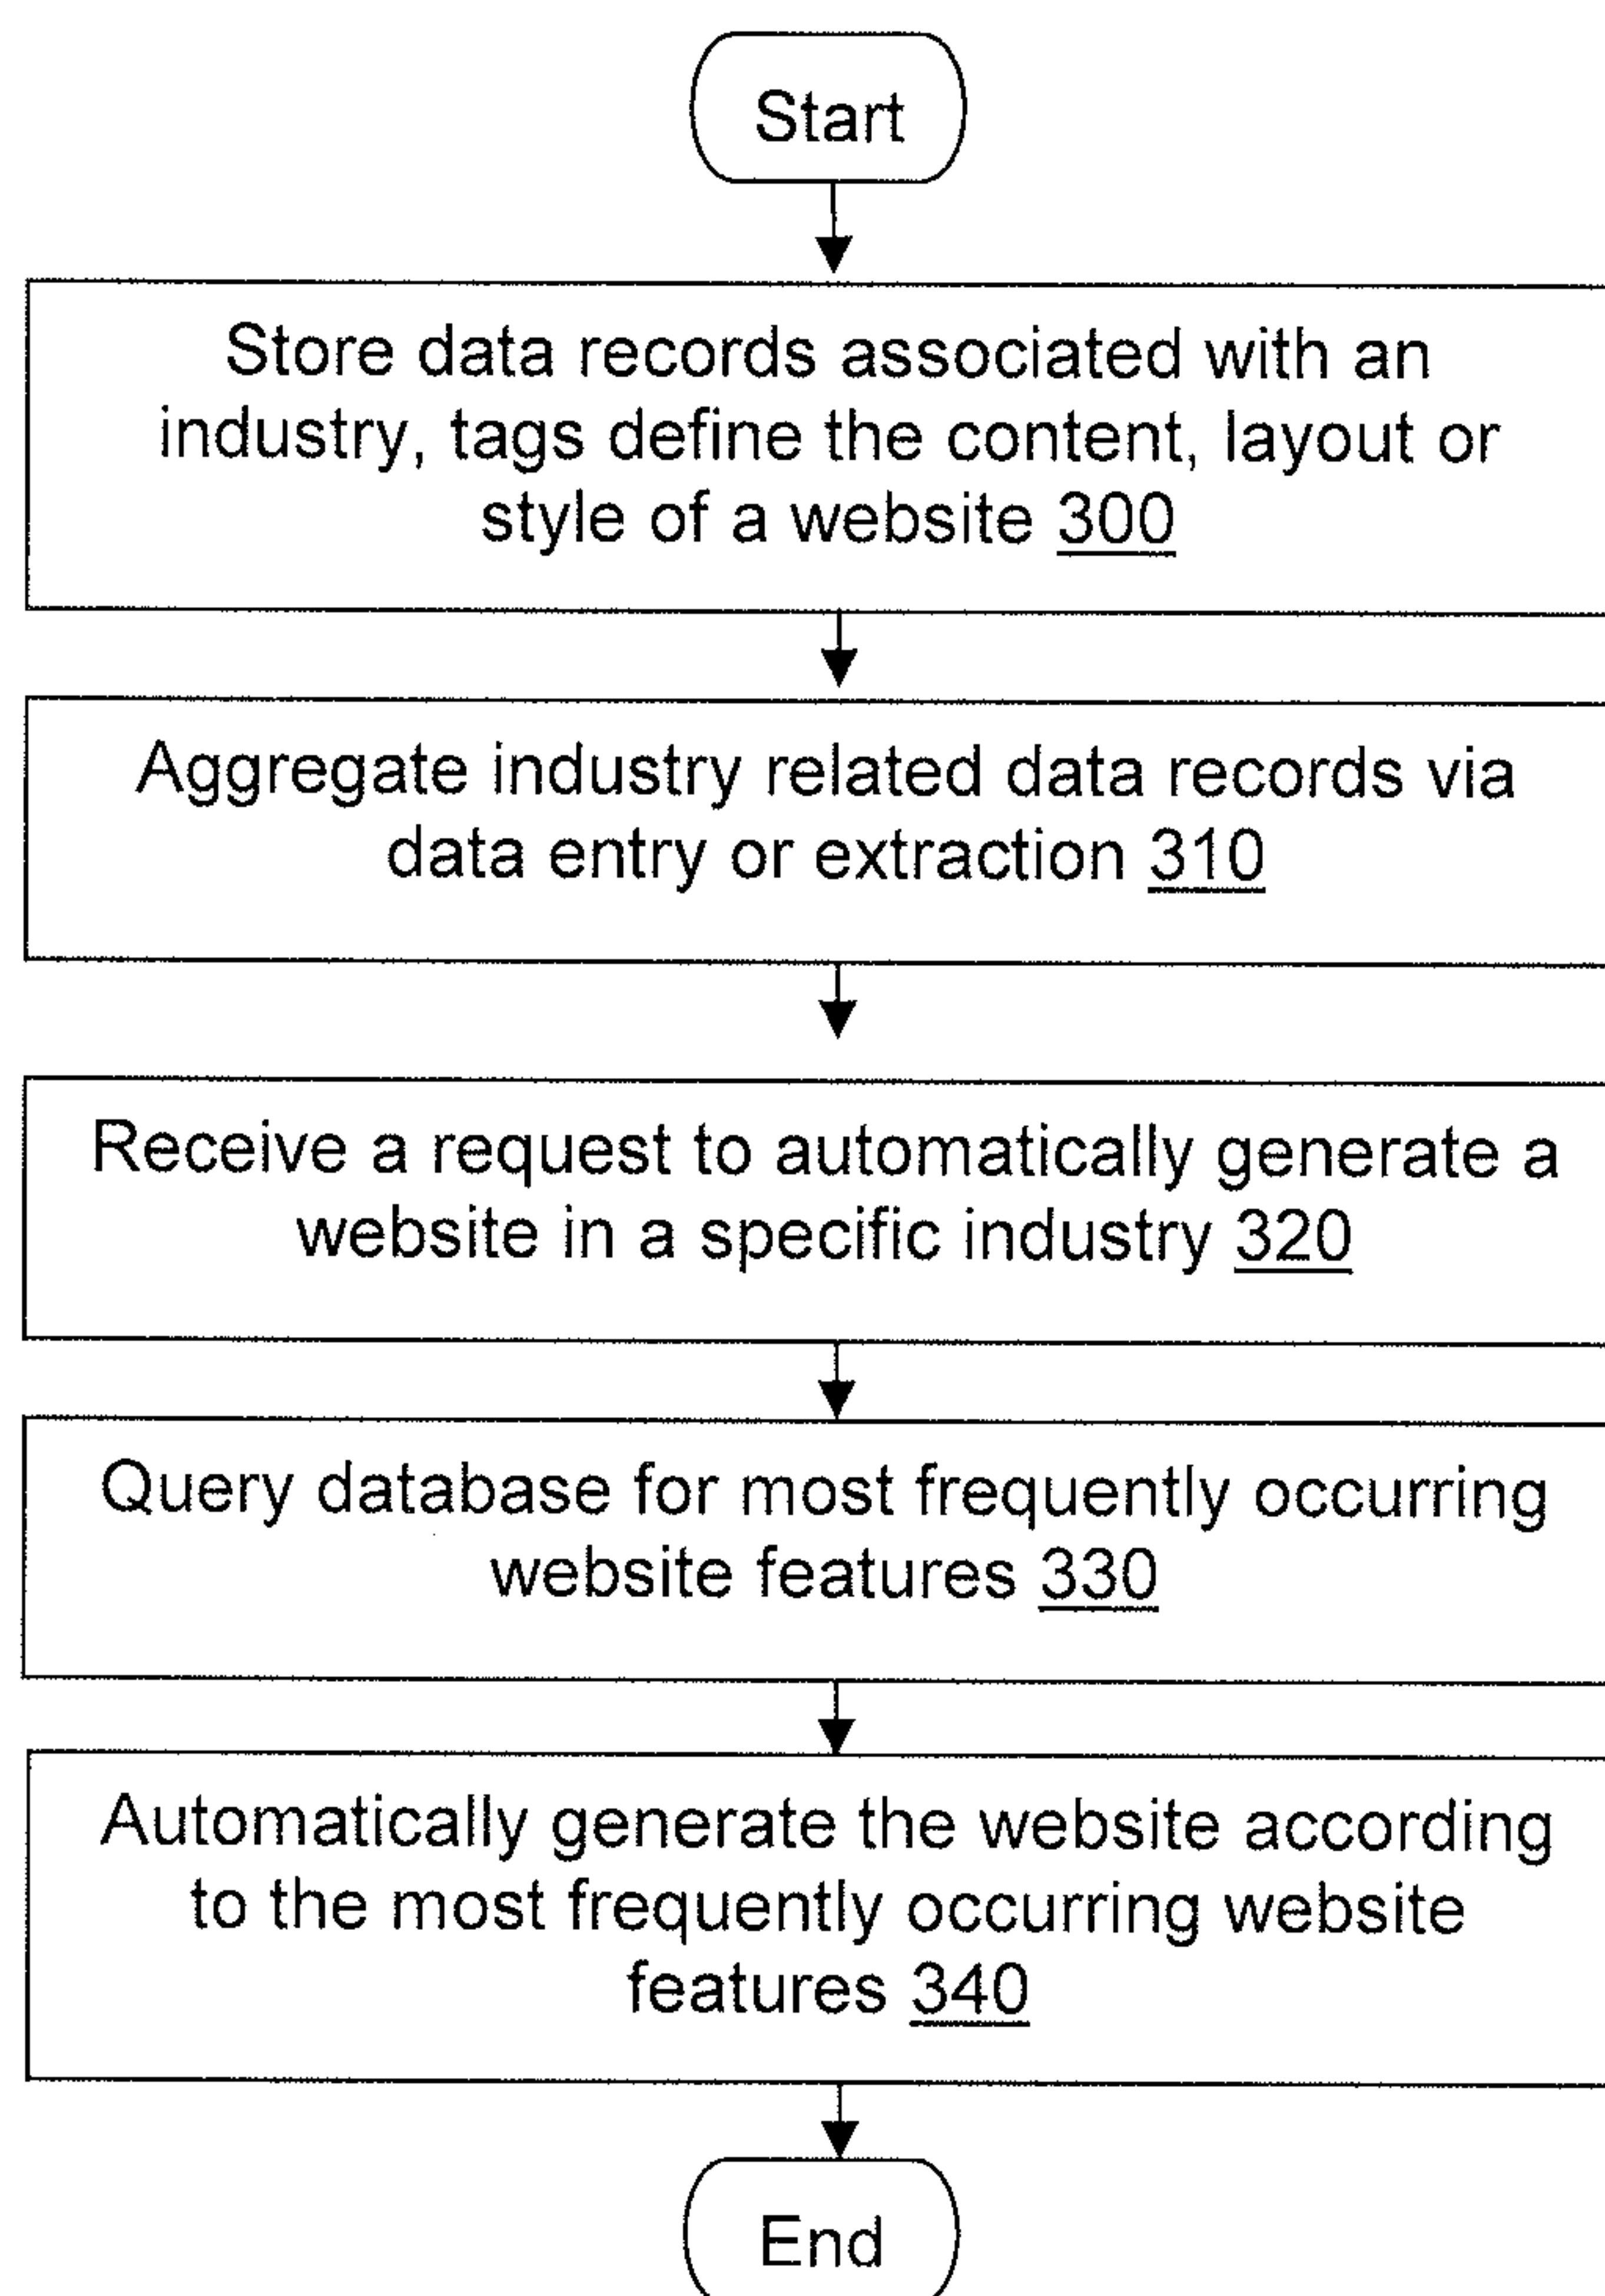 Start
Store data records associated with an
industry, tags define the content, layout or
style of a website 300
Aggregate industry related data records via
data entry or extraction 310
Receive a request to automatically generate a
website in a specific industry 320
Query database for most frequently occurring
website features 330
Automatically generate the website according
to the most frequently occurring website
features 340
End